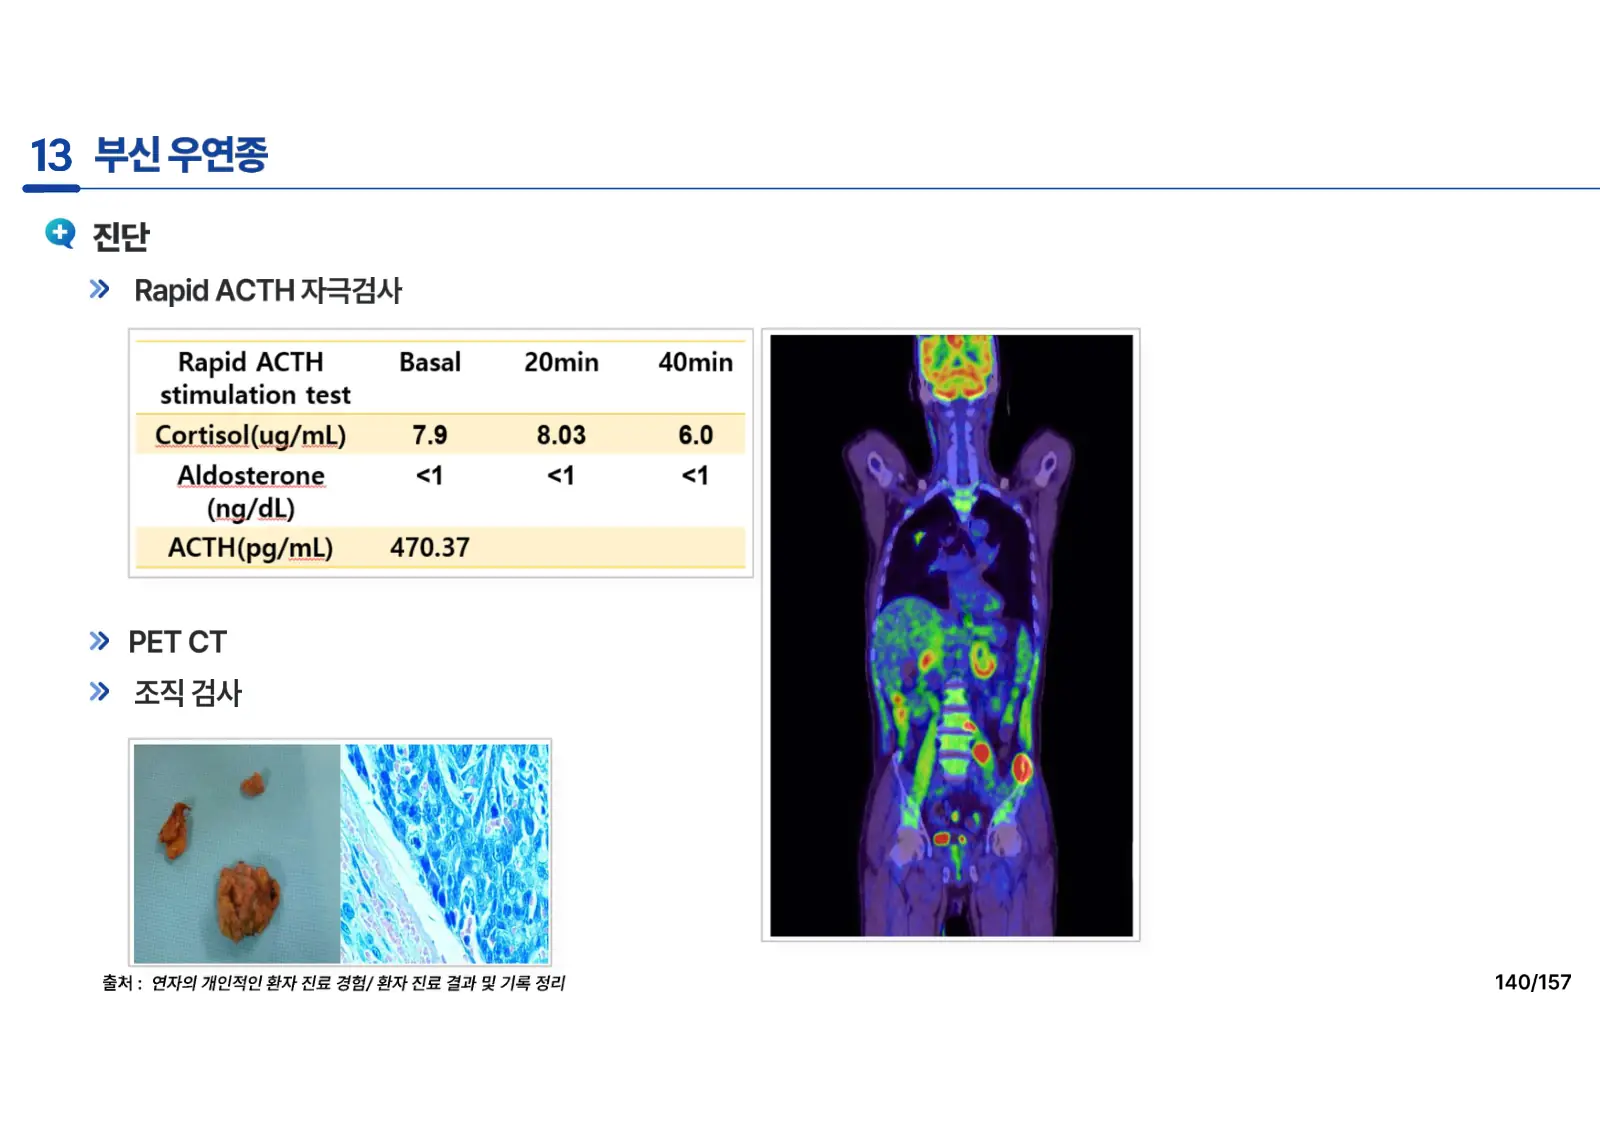 13 부신 우연종
진단
Rapid ACTH 자극검사
Rapid ACTH Basal 20min 40min
stimulation test
Cortisol(ug/mL) 7.9 8.03 6.0
Aldosterone <1 <1 <1
(ng/dL)
ACTH(pg/mL) 470.37
PET CT
조직 검사
출처 : 연자의 개인적인 환자 진료 경험/ 환자 진료 결과 및 기록 정리
140/157